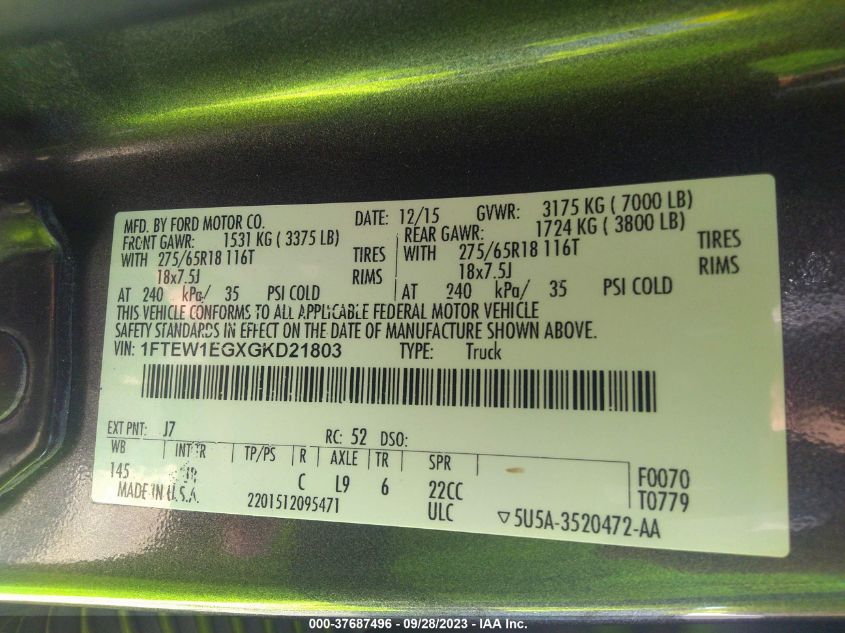 MFD. BY FORD MOTOR CO. DATE: 12/15 GVWR: 3175 KG ( 7000 LB)
FRONT GAWR: 1531 KG ( 3375 LB) REAR GAWR: 1724 KG ( 3800 LB)
WITH 275/65R18 116T TIRES WITH 275/65R18 116T TIRES
18x7.5J RIMS 18x7.5J RIMS
AT 240 kPa/ 35 PSI COLD AT 240 kPa/ 35 PSI COLD
THIS VEHICLE CONFORMS TO ALL APPLICABLE FEDERAL MOTOR VEHICLE
SAFETY STANDARDS IN EFFECT ON THE DATE OF MANUFACTURE SHOWN ABOVE.
VIN: 1FTEW1EGXGKD21803 TYPE: Truck
EXT PNT: J7 RC: 52 DSO:
WB INT TR TP/PS R AXLE TR SPR F0070
145 C L9 6 22CC T0779
MADE IN U.S.A. 2201512095471 ULC ▽5U5A-3520472-AA
000-37687496 - 09/28/2023 - IAA Inc.